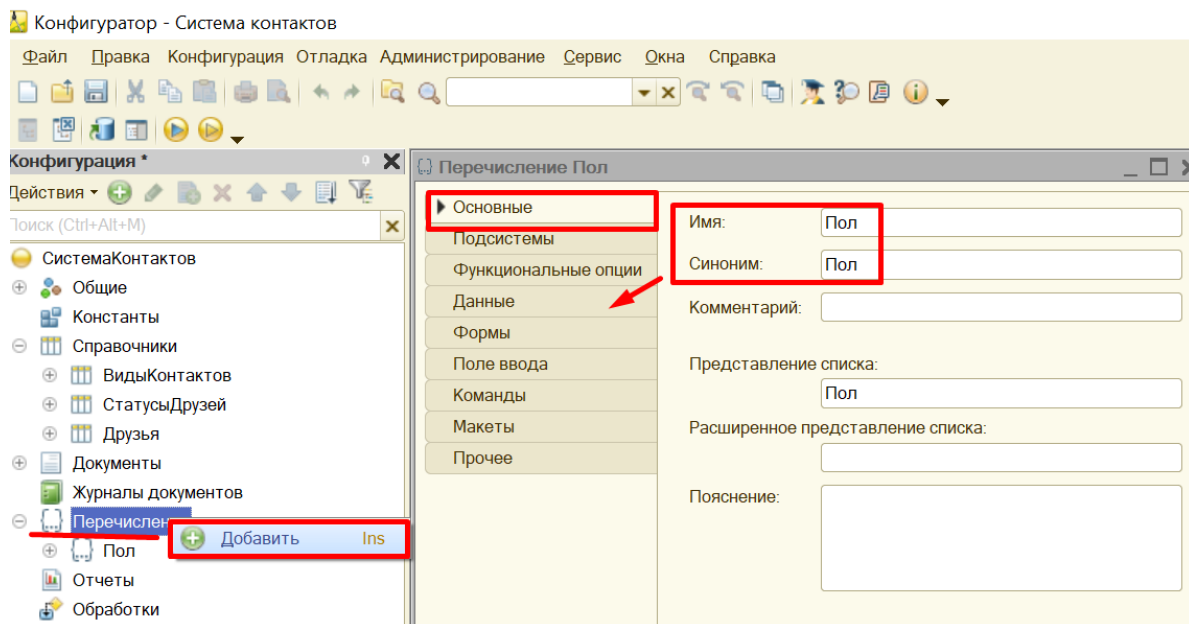 Конфигуратор - Система контактов
Файл Правка Конфигурация Отладка Администрирование Сервис Окна Справка
Конфигурация *
Действия
Поиск (Ctrl+Alt+M)
СистемаКонтактов
Общие
Константы
Справочники
ВидыКонтактов
СтатусыДрузей
Друзья
Документы
Журналы документов
Перечислен
Добавить Ins
Пол
Отчеты
Обработки
Перечисление Пол
Основные
Подсистемы
Функциональные опции
Данные
Формы
Поле ввода
Команды
Макеты
Прочее
Имя: Пол
Синоним: Пол
Комментарий:
Представление списка:
Пол
Расширенное представление списка:
Пояснение: